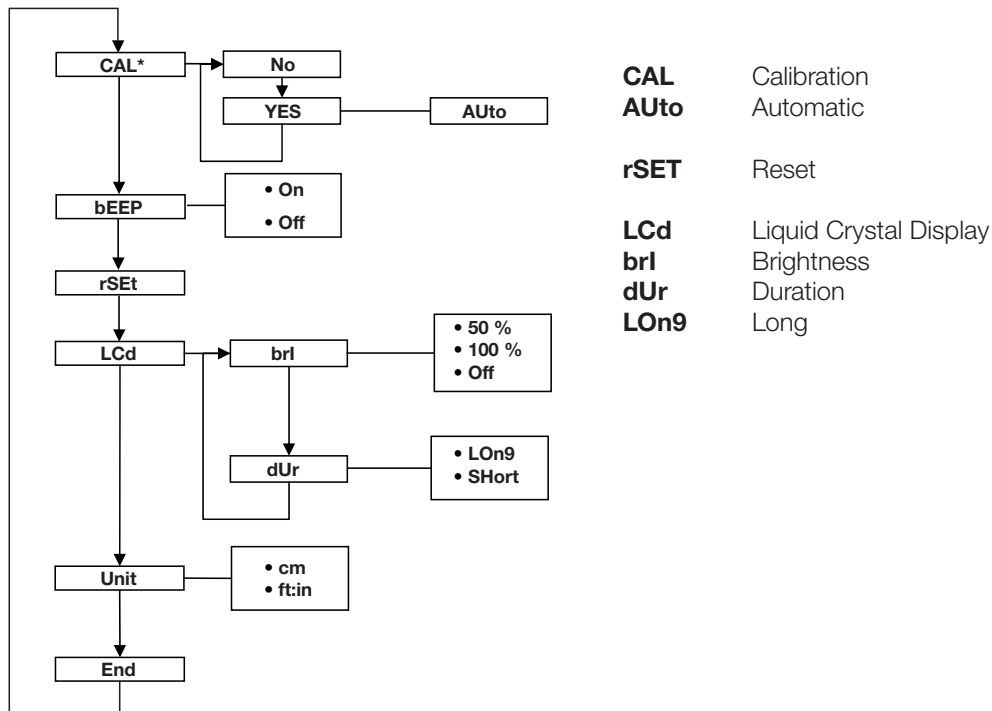 CAL*
No
YES
AUto
bEEP
• On
• Off
rSEt
LCd
brI
• 50 %
• 100 %
• Off
dUr
• LOn9
• SHort
Unit
• cm
• ft:in
End
CAL Calibration
AUto Automatic
rSET Reset
LCd Liquid Crystal Display
brI Brightness
dUr Duration
LOn9 Long